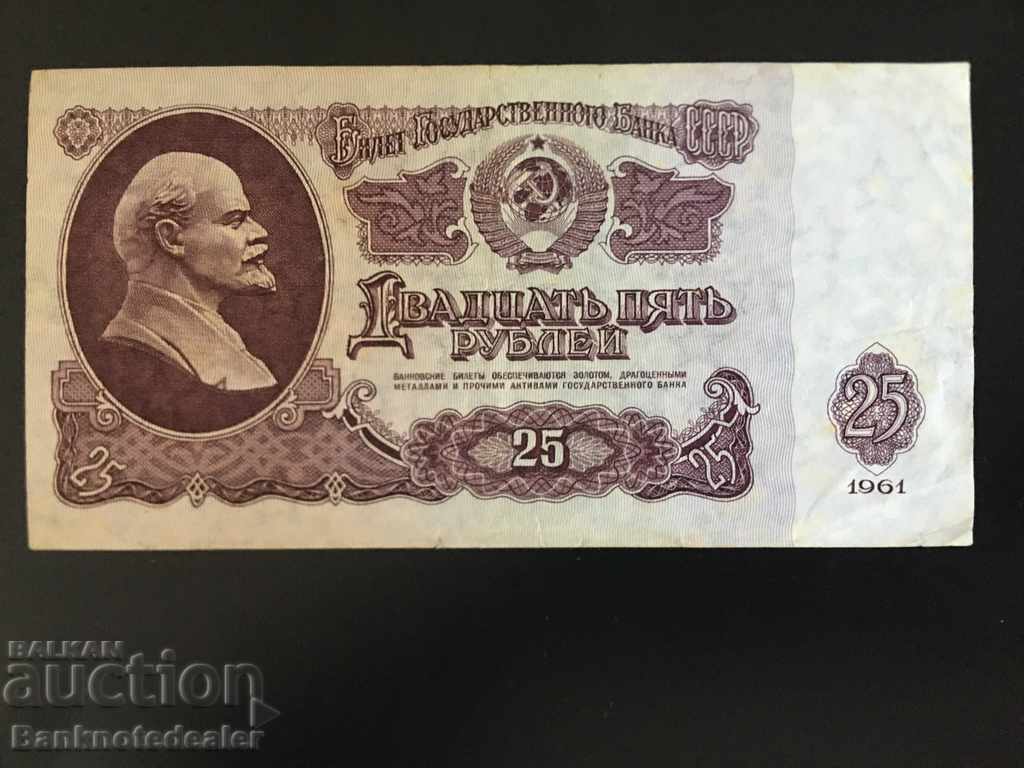 Билет Государственного Банка СССР
Двадцать пять
рублей
Банковские билеты обеспечиваются золотом, драгоценными
металлами и прочими активами Государственного Банка
25
25
25
25
1961
BALKAN
auction
Banknotedealer